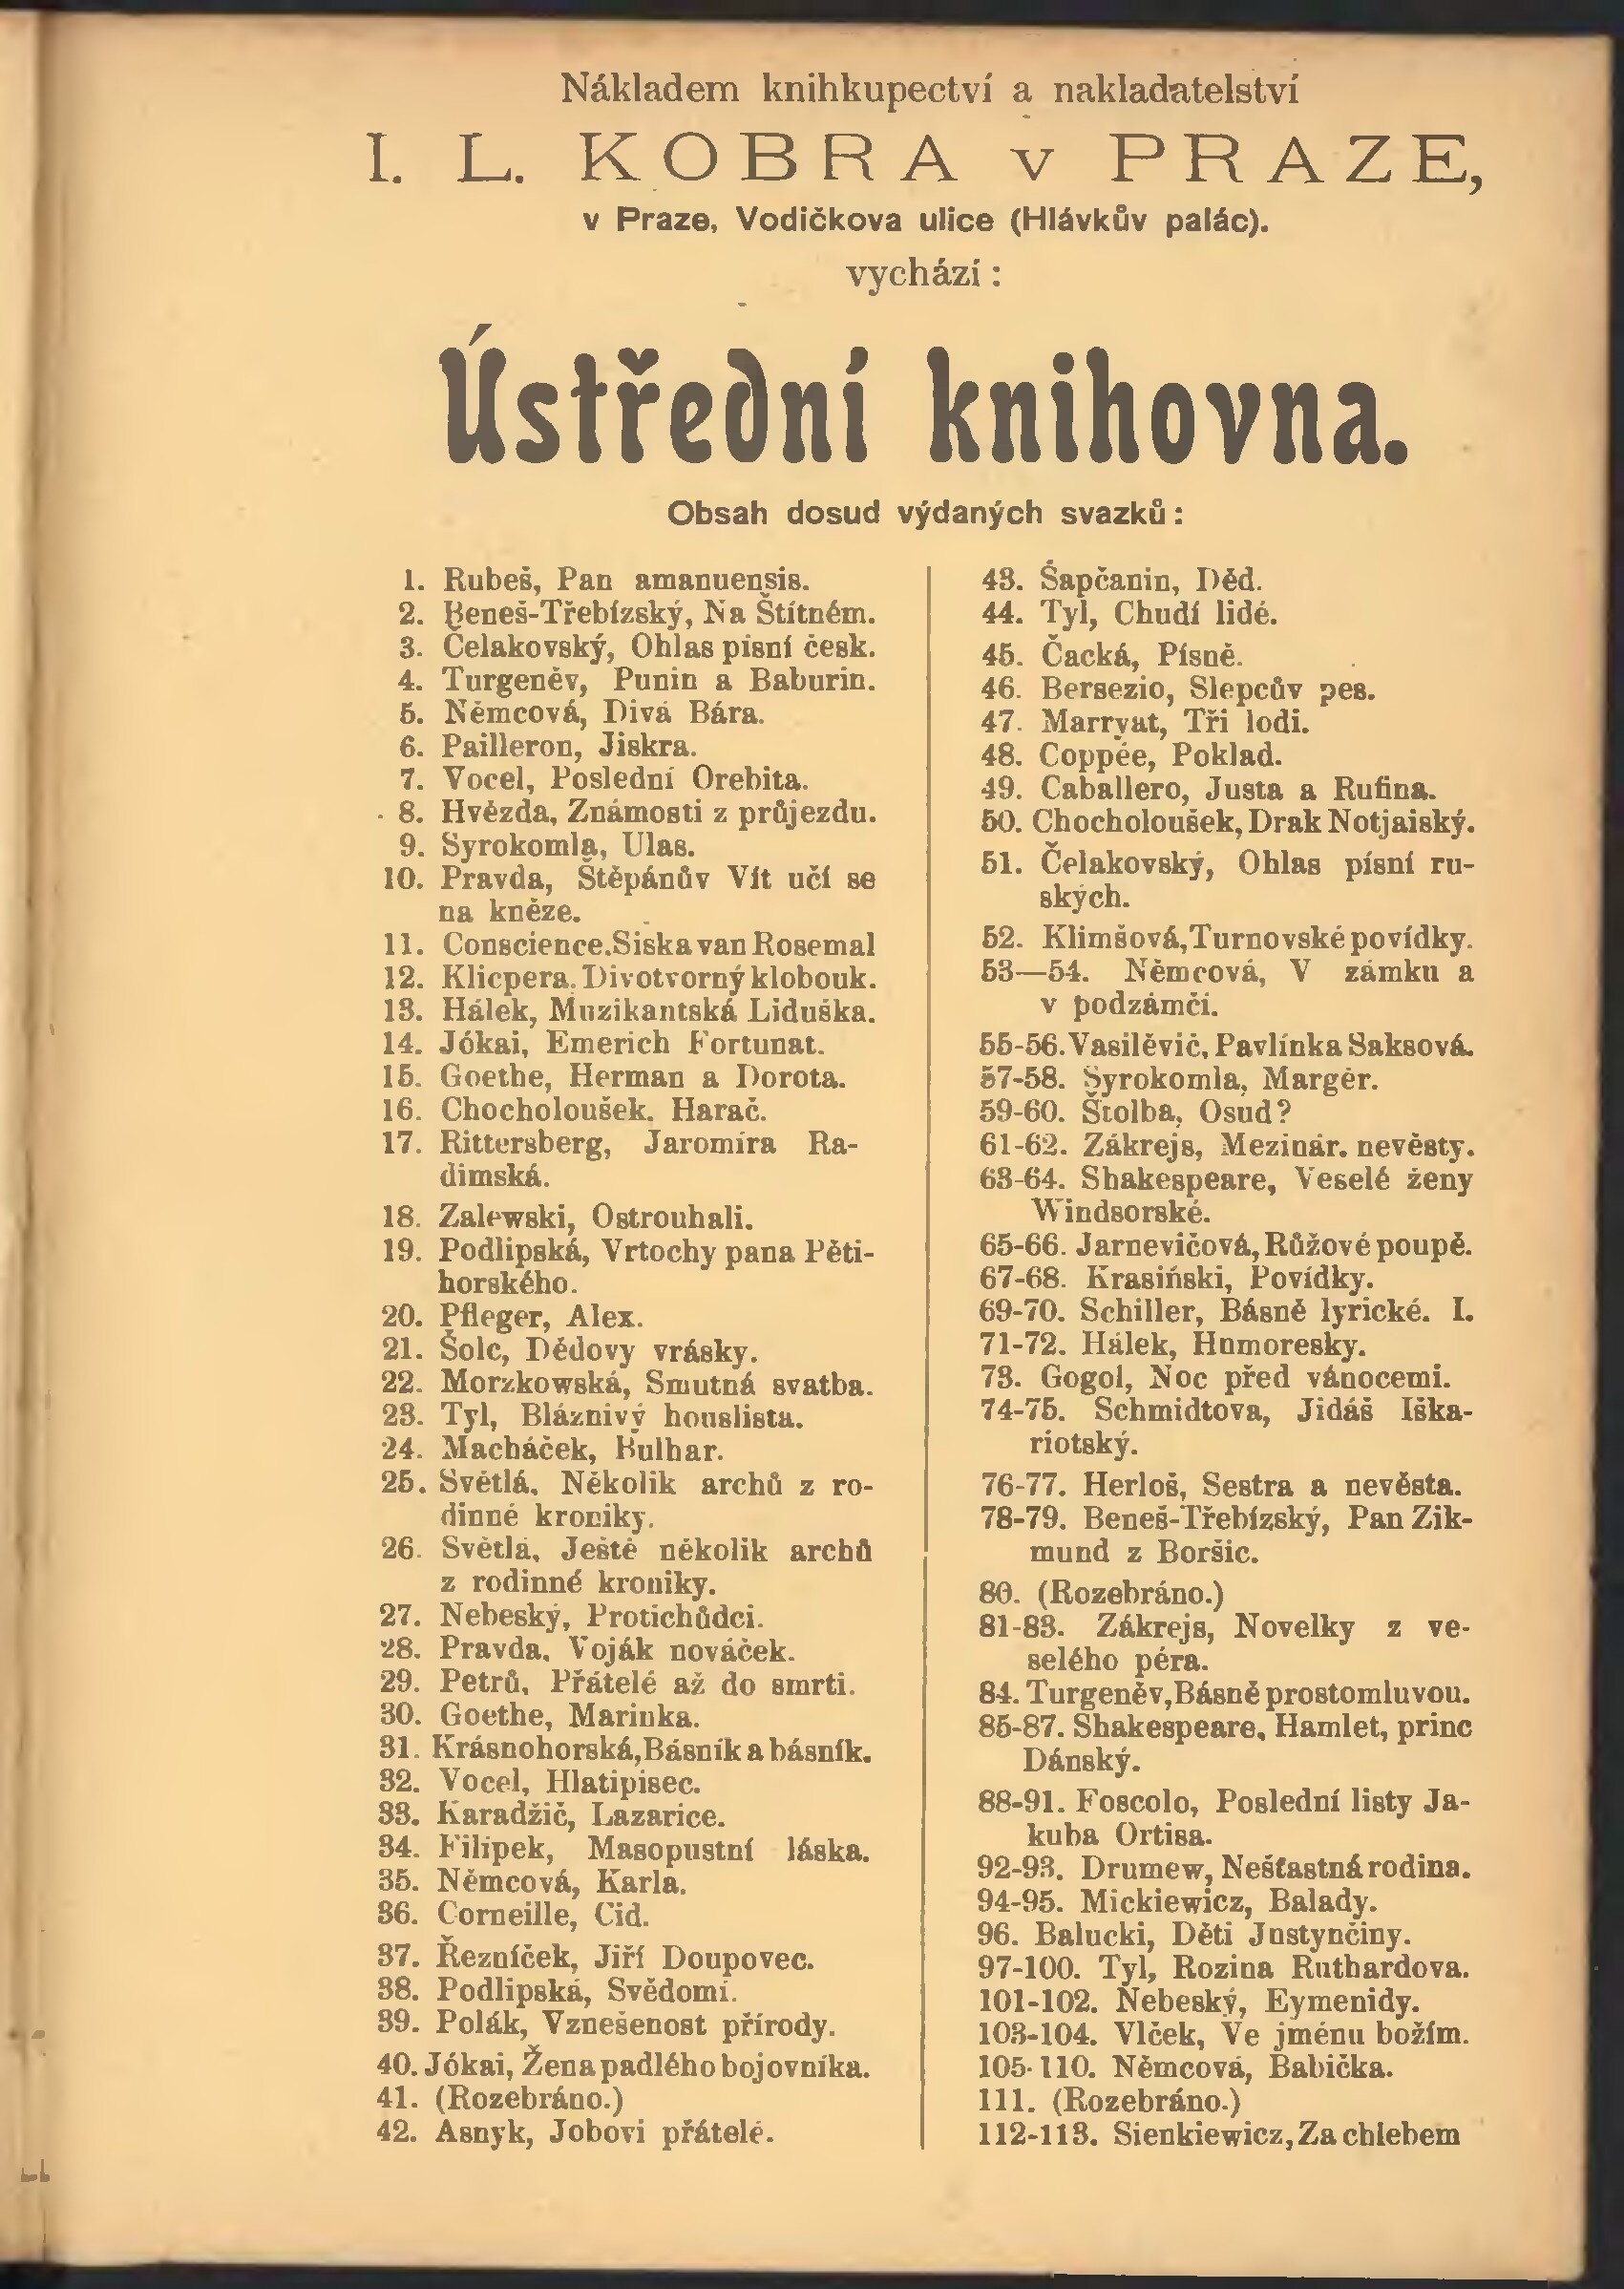 Nákladem knihkupectví a nakladatelství
I. L. KOBRA v PRAZE,
v Praze, Vodičkova ulice (Hlávkův palác).
vychází:
Ústřední knihovna.
Obsah dosud výdaných svazků:
1. Rubeš, Pan amanuensis.
2. Beneš-Třebízský, Na Štítném.
3. Čelakovský, Ohlas písní česk.
4. Turgeněv, Punin a Baburin.
5. Němcová, Divá Bára.
6. Pailleron, Jiskra.
7. Vocel, Poslední Orebita.
8. Hvězda, Známosti z průjezdu.
9. Syrokomla, Ulas.
10. Pravda, Štěpánův Vít učí se
na kněze.
11. Conscience. Siska van Rosemal
12. Klicpera. Divotvorný klobouk.
13. Hálek, Muzikantská Liduška.
14. Jókai, Emerich Fortunat.
15. Goethe, Herman a Dorota.
16. Chocholoušek. Harač.
17. Rittersberg, Jaromíra Ra-
dimská.
18. Zalewski, Ostrouhali.
19. Podlipská, Vrtochy pana Pěti-
horského.
20. Pfleger, Alex.
21. Šolc, Dědovy vrásky.
22. Morzkowská, Smutná svatba.
23. Tyl, Bláznivý houslista.
24. Macháček, Bulhar.
25. Světlá, Několik archů z ro-
dinné kroniky.
26. Světlá, Ještě několik archů
z rodinné kroniky.
27. Nebeský, Protichůdci.
28. Pravda, Voják nováček.
29. Petrů, Přátelé až do smrti.
30. Goethe, Marinka.
31. Krásnohorská, Básník a básník.
32. Vocel, Hlatipisec.
33. Karadžič, Lazarice.
34. Filípek, Masopustní láska.
35. Němcová, Karla.
36. Corneille, Cid.
37. Řezníček, Jiří Doupovec.
38. Podlipská, Svědomí.
39. Polák, Vznešenost přírody.
40. Jókai, Žena padlého bojovníka.
41. (Rozebráno.)
42. Asnyk, Jobovi přátelé.
43. Šapčanin, Děd.
44. Tyl, Chudí lidé.
45. Čacká, Písně.
46. Bersezio, Slepcův pes.
47. Marryat, Tři lodi.
48. Coppée, Poklad.
49. Caballero, Justa a Rufina.
50. Chocholoušek, Drak Notjaiský.
51. Čelakovský, Ohlas písní ru-
ských.
52. Klimšová, Turnovské povídky.
53—54. Němcová, V zámku a
v podzámčí.
55-56. Vasilěvič, Pavlínka Saksová.
57-58. Syrokomla, Margěr.
59-60. Štolba, Osud?
61-62. Zákrejs, Mezinár. nevěsty.
63-64. Shakespeare, Veselé ženy
Windsorské.
65-66. Jarnevičová, Růžové poupě.
67-68. Krasiński, Povídky.
69-70. Schiller, Básně lyrické. I.
71-72. Hálek, Humoresky.
73. Gogol, Noc před vánocemi.
74-75. Schmidtova, Jidáš Iška-
riotský.
76-77. Herloš, Sestra a nevěsta.
78-79. Beneš-Třebízský, Pan Zik-
mund z Boršic.
80. (Rozebráno.)
81-83. Zákrejs, Novelky z ve-
selého péra.
84. Turgeněv, Básně prostomluvou.
85-87. Shakespeare, Hamlet, princ
Dánský.
88-91. Foscolo, Poslední listy Ja-
kuba Ortisa.
92-93. Drumew, Nešťastná rodina.
94-95. Mickiewicz, Balady.
96. Balucki, Děti Justynčiny.
97-100. Tyl, Rozina Ruthardova.
101-102. Nebeský, Eymenidy.
103-104. Vlček, Ve jménu božím.
105-110. Němcová, Babička.
111. (Rozebráno.)
112-113. Sienkiewicz, Za chlebem